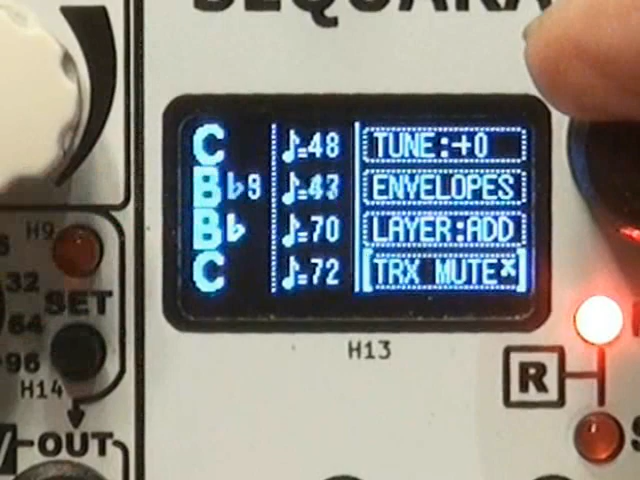 C ♪=48 TUNE:+0
B♭9 ♪=43 ENVELOPES
B♭ ♪=70 LAYER:ADD
C ♪=72 [TRX MUTE×]
H9
32
SET
64
96
H13
H14
R
OUT